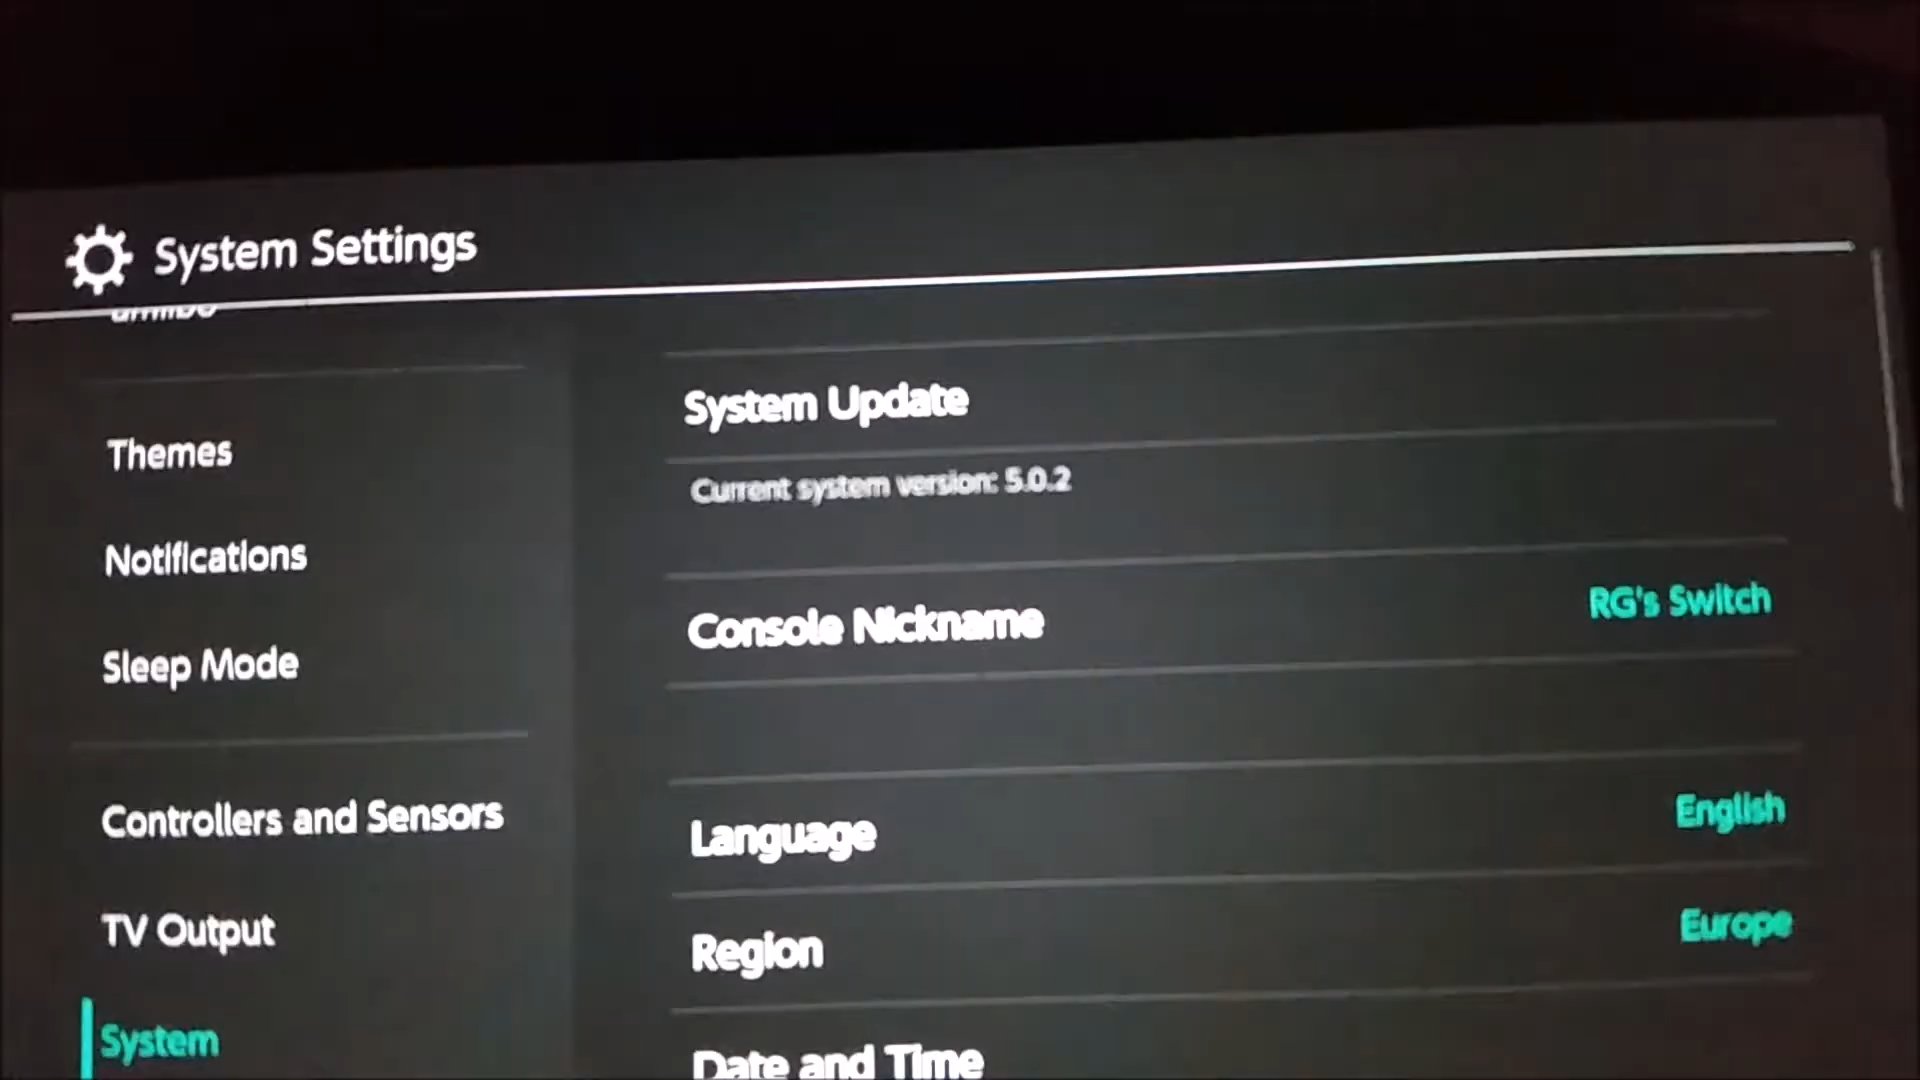 System Settings
amiibo
Themes
Notifications
Sleep Mode
Controllers and Sensors
TV Output
System
System Update
Current system version: 5.0.2
Console Nickname
RG's Switch
Language
English
Region
Europe
Date and Time